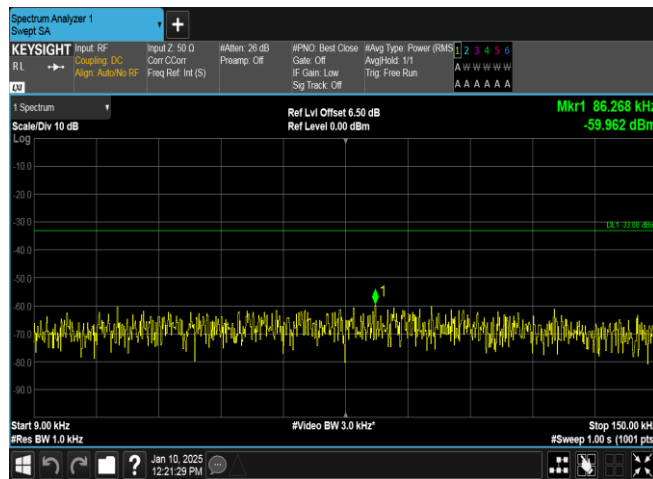 Spectrum Analyzer 1
Swept SA
+
KEYSIGHT Input: RF Input Z: 50 Ω #Atten: 26 dB #PNO: Best Close #Avg Type: Power (RMS 1 2 3 4 5 6
R L Coupling: DC Corr CCorr Preamp: Off Gate: Off Avg|Hold: 1/1 A W W W W W
Align: Auto/No RF Freq Ref: Int (S) IF Gain: Low Trig: Free Run
LXI Sig Track: Off A A A A A A
1 Spectrum Ref Lvl Offset 6.50 dB Mkr1 86.268 kHz
Scale/Div 10 dB Ref Level 0.00 dBm -59.962 dBm
Log
-10.0
-20.0
-30.0
DL1 -33.00 dBm
-40.0
-50.0
1
-60.0
-70.0
-80.0
-90.0
Start 9.00 kHz #Video BW 3.0 kHz* Stop 150.00 kHz
#Res BW 1.0 kHz #Sweep 1.00 s (1001 pts
? Jan 10, 2025
12:21:29 PM